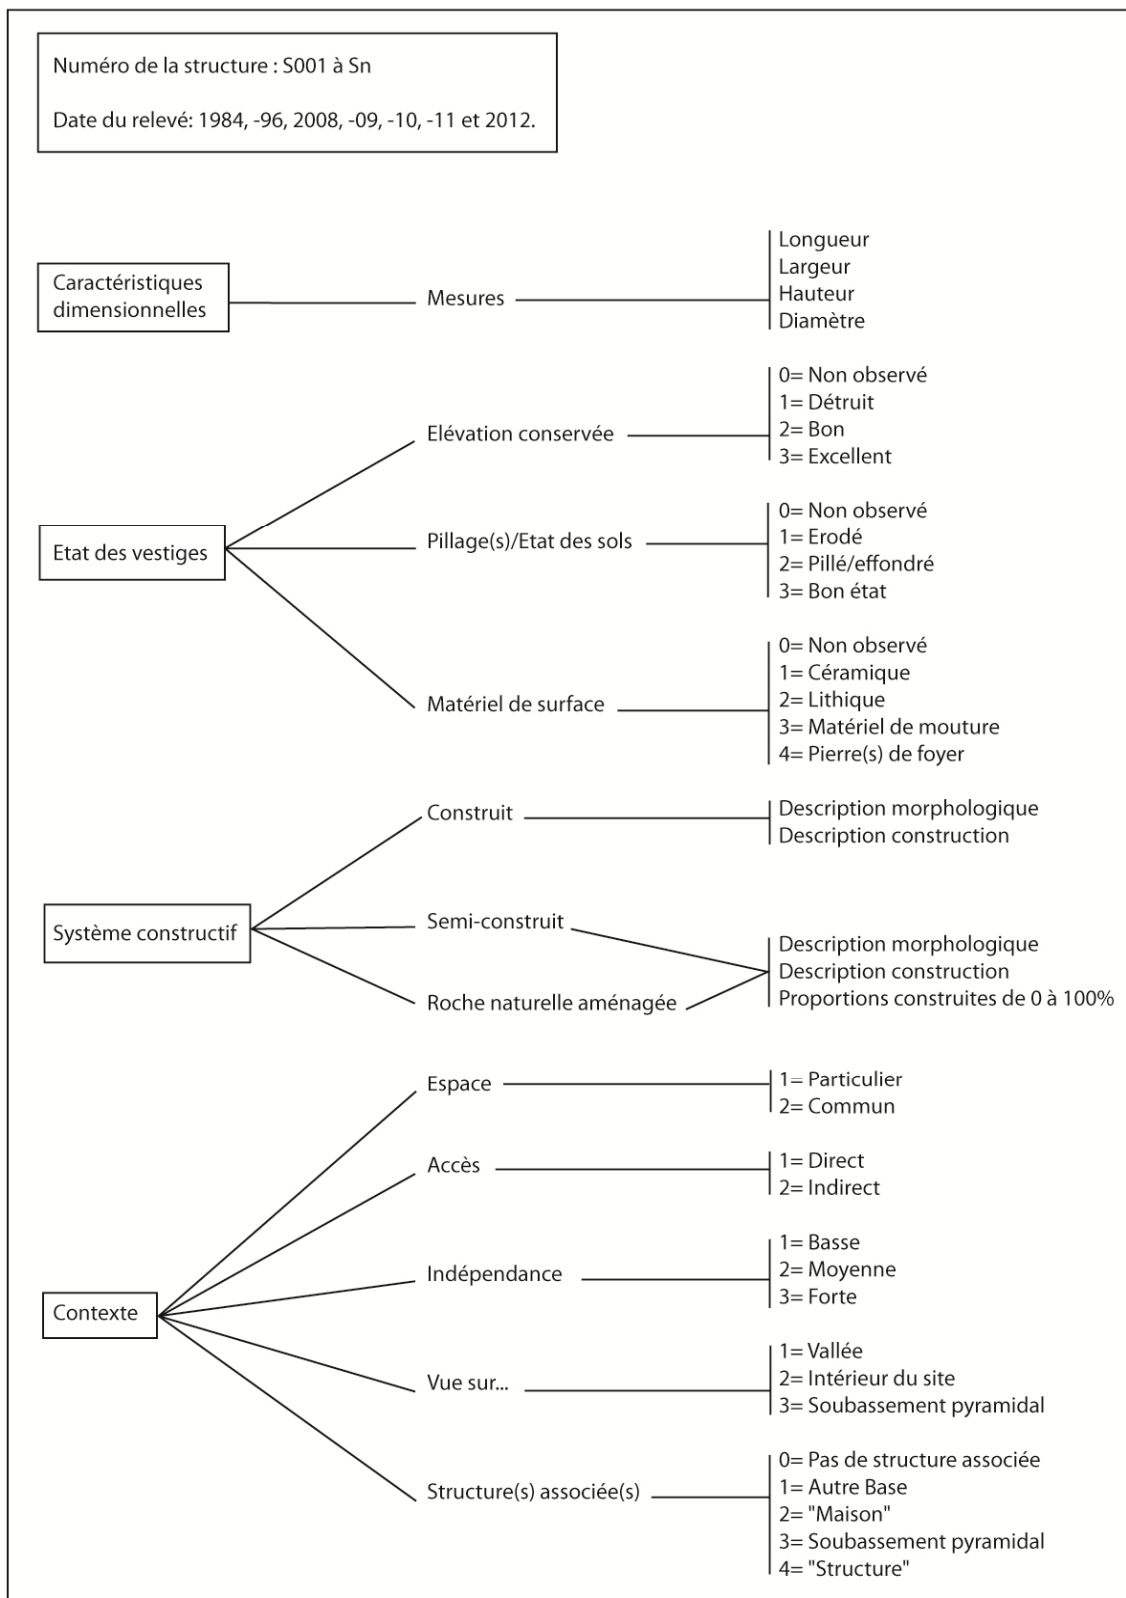 Numéro de la structure : S001 à Sn
Date du relevé: 1984, -96, 2008, -09, -10, -11 et 2012.
Caractéristiques
dimensionnelles
Mesures
Longueur
Largeur
Hauteur
Diamètre
Etat des vestiges
Elévation conservée
0= Non observé
1= Détruit
2= Bon
3= Excellent
Pillage(s)/Etat des sols
0= Non observé
1= Erodé
2= Pillé/effondré
3= Bon état
Matériel de surface
0= Non observé
1= Céramique
2= Lithique
3= Matériel de mouture
4= Pierre(s) de foyer
Système constructif
Construit
Description morphologique
Description construction
Semi-construit
Roche naturelle aménagée
Description morphologique
Description construction
Proportions construites de 0 à 100%
Contexte
Espace
1= Particulier
2= Commun
Accès
1= Direct
2= Indirect
Indépendance
1= Basse
2= Moyenne
3= Forte
Vue sur...
1= Vallée
2= Intérieur du site
3= Soubassement pyramidal
Structure(s) associée(s)
0= Pas de structure associée
1= Autre Base
2= "Maison"
3= Soubassement pyramidal
4= "Structure"